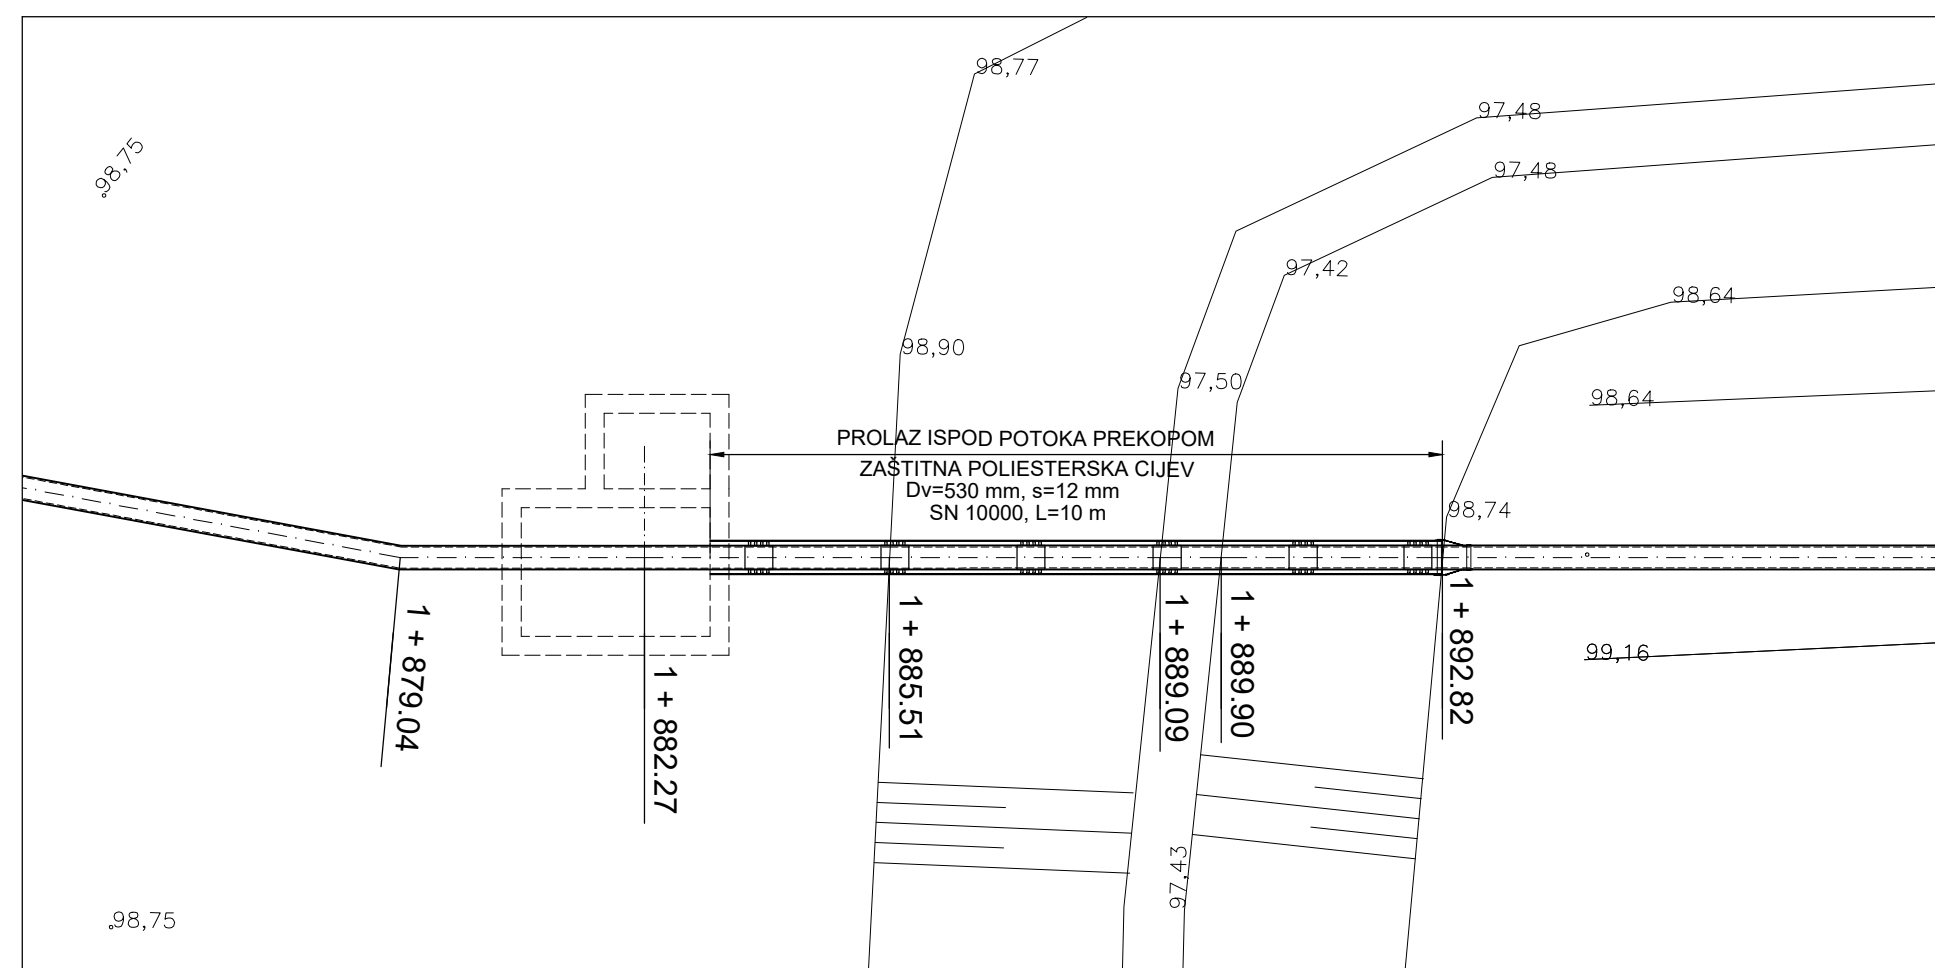 98,77
97,48
98,75
97,48
97,42
98,64
98,90
97,50
98,64
PROLAZ ISPOD POTOKA PREKOPOM
ZAŠTITNA POLIESTERSKA CIJEV
Dv=530 mm, s=12 mm
SN 10000, L=10 m
98,74
1 + 879.04
1 + 882.27
1 + 885.51
1 + 889.09
1 + 889.90
1 + 892.82
99,16
97,43
98,75